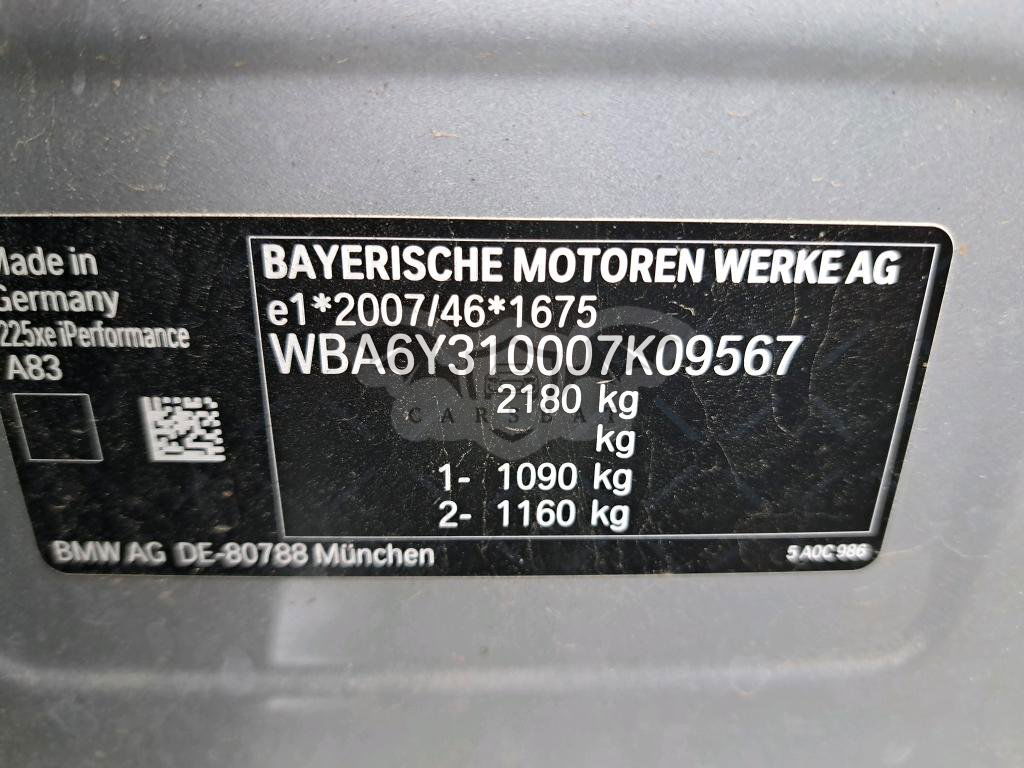 Made in
Germany
225xe iPerformance
A83
BAYERISCHE MOTOREN WERKE AG
e1*2007/46*1675
WBA6Y310007K09567
2180 kg
kg
1- 1090 kg
2- 1160 kg
CARSBAY
BMW AG DE-80788 München
5 A0C 986